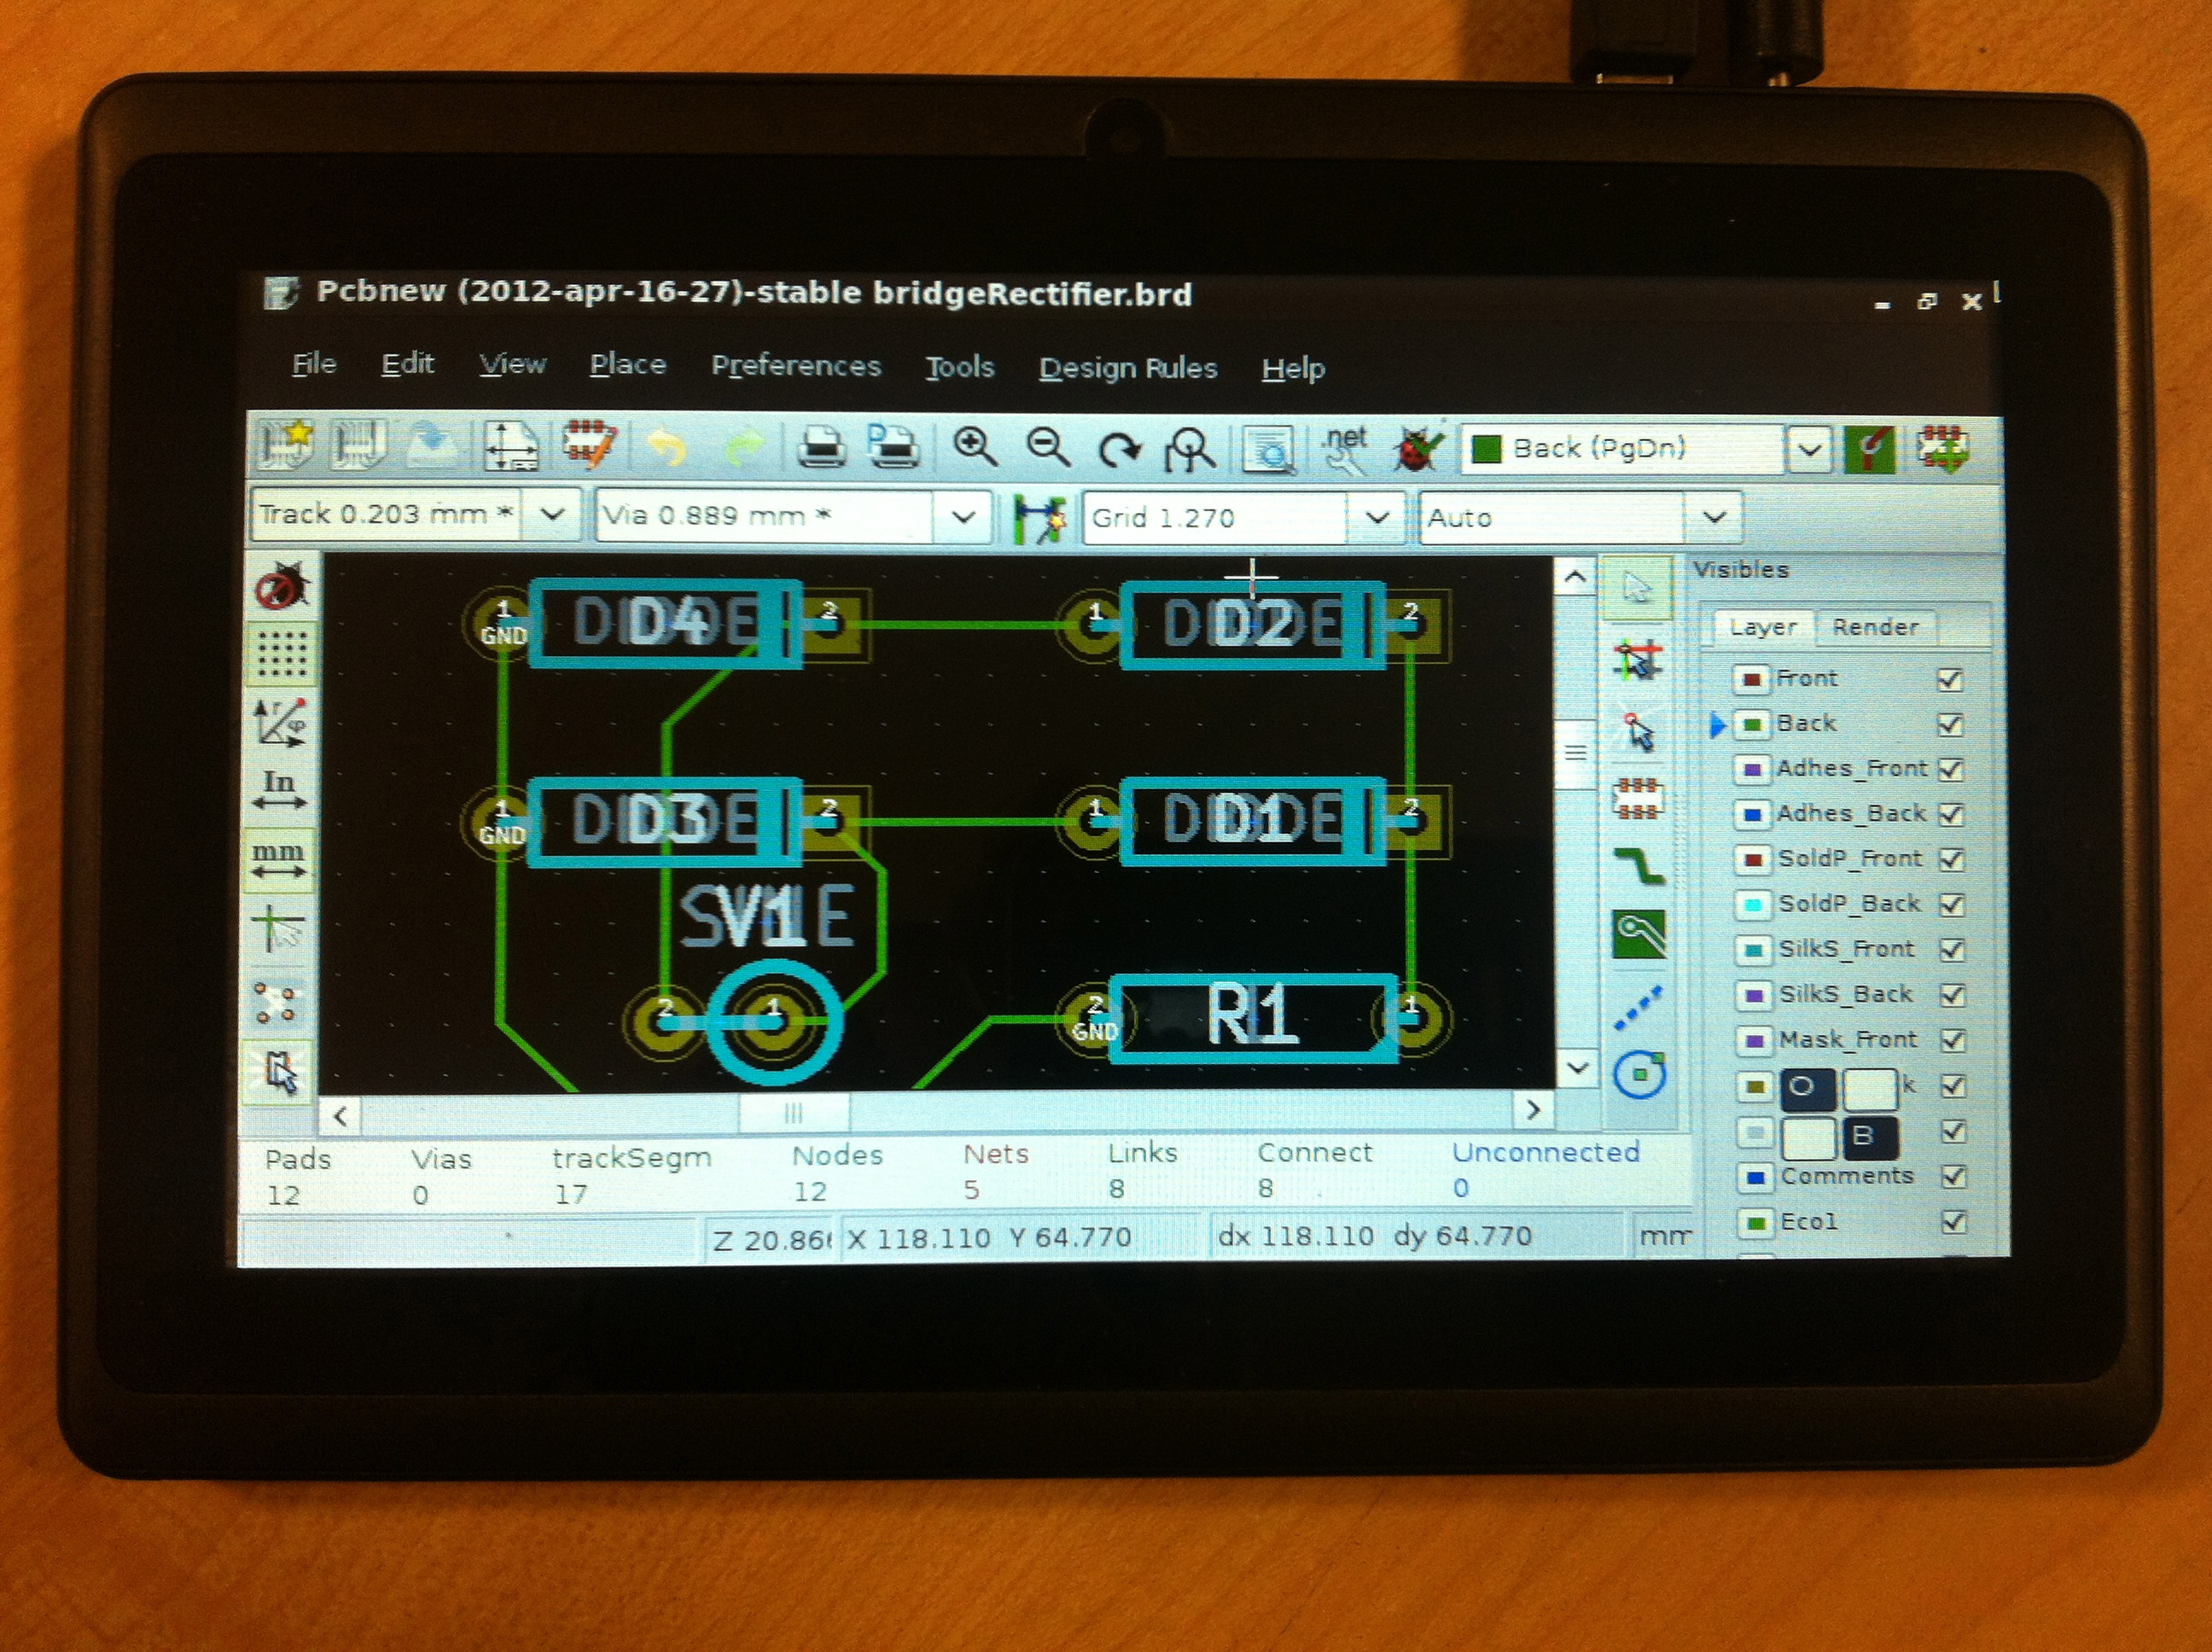 Pcbnew (2012-apr-16-27)-stable bridgeRectifier.brd
File Edit View Place Preferences Tools Design Rules Help
.net Back (PgDn)
Track 0.203 mm * Via 0.889 mm * Grid 1.270 Auto
Visibles
Layer Render
1 GND D4 2 1 D2 2
1 GND D3 2 1 D1 2
V1
2 1 2 GND R1 1
In
mm
Front
Back
Adhes_Front
Adhes_Back
SoldP_Front
SoldP_Back
SilkS_Front
SilkS_Back
Mask_Front
O k
B
Comments
Eco1
Pads Vias trackSegm Nodes Nets Links Connect Unconnected
12 0 17 12 5 8 8 0
Z 20.86 X 118.110 Y 64.770 dx 118.110 dy 64.770 mm